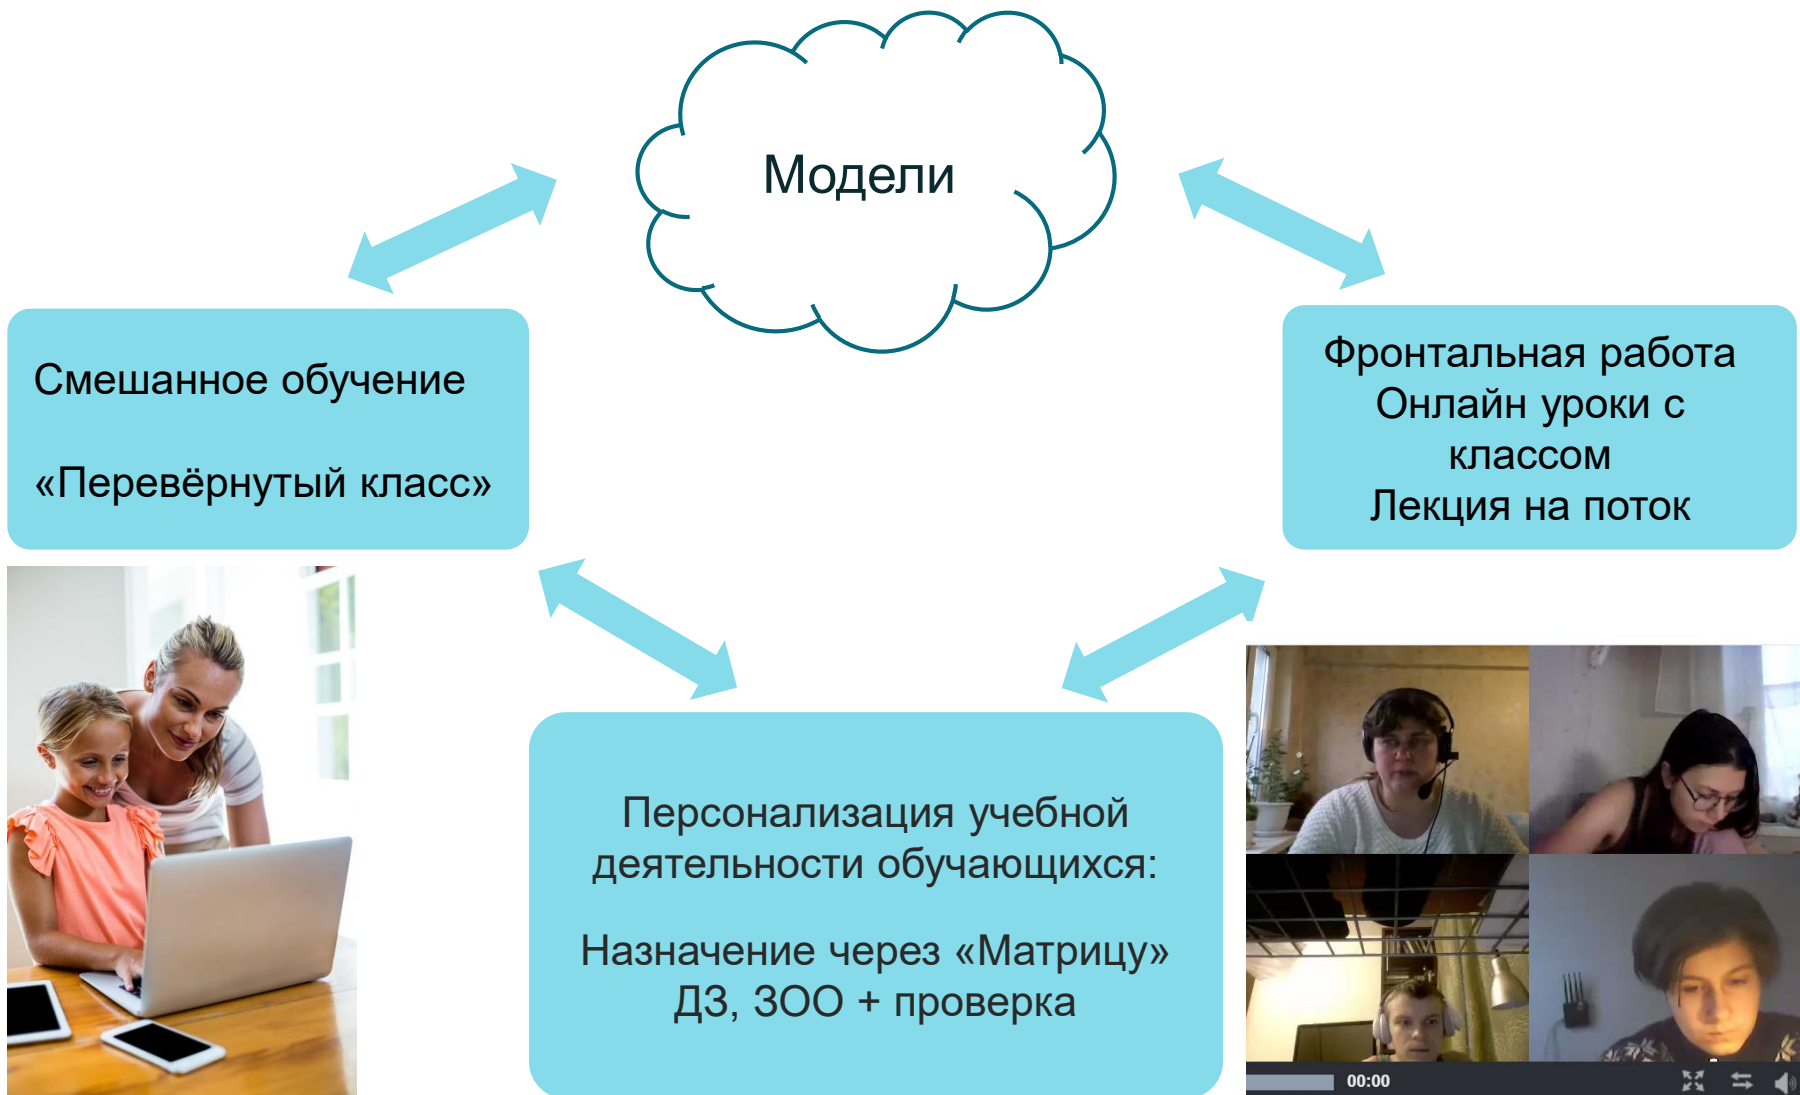 Модели
Смешанное обучение
«Перевёрнутый класс»
Фронтальная работа
Онлайн уроки с
классом
Лекция на поток
Персонализация учебной
деятельности обучающихся:
Назначение через «Матрицу»
ДЗ, ЗОО + проверка
00:00